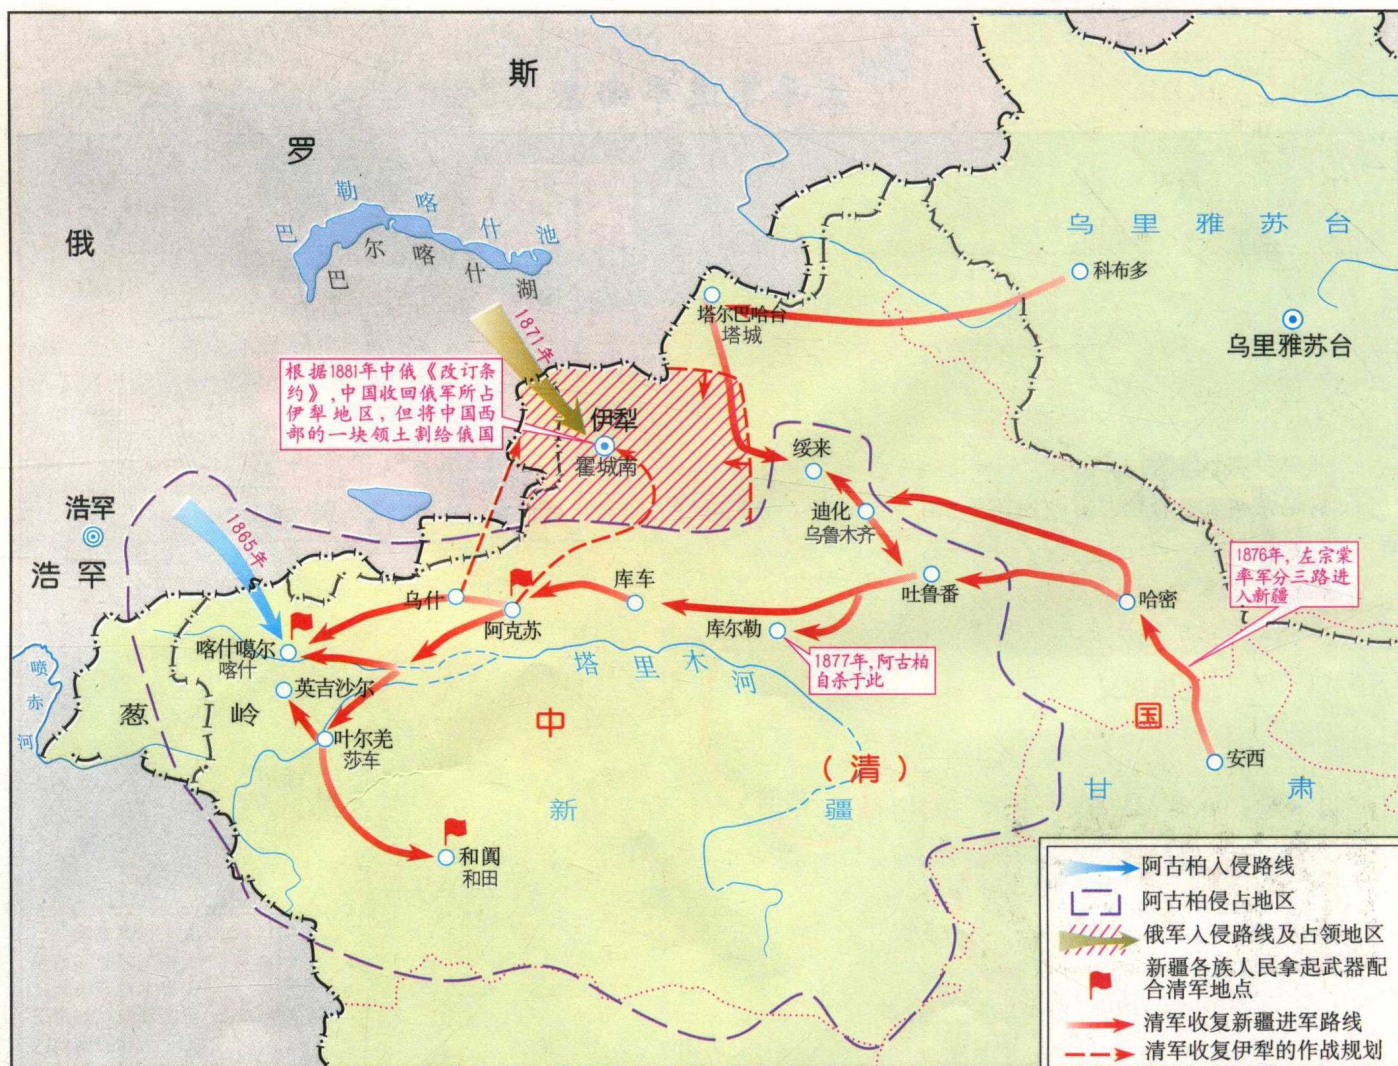 斯
罗
俄
巴勒喀什池
巴尔喀什湖
1871年
根据1881年中俄《改订条
约》,中国收回俄军所占
伊犁地区,但将中国西
部的一块领土割给俄国
乌里雅苏台
科布多
乌里雅苏台
塔尔巴哈台
塔城
伊犁
霍城南
绥来
迪化
乌鲁木齐
浩罕
浩罕
1865年
1876年,左宗棠
率军分三路进
入新疆
乌什
阿克苏
库车
库尔勒
吐鲁番
哈密
1877年,阿古柏
自杀于此
喀什噶尔
喀什
英吉沙尔
塔里木河
喷赤河
葱岭
叶尔羌
莎车
中国
(清)
安西
新疆
甘肃
和阗
和田
阿古柏入侵路线
阿古柏侵占地区
俄军入侵路线及占领地区
新疆各族人民拿起武器配
合清军地点
清军收复新疆进军路线
清军收复伊犁的作战规划